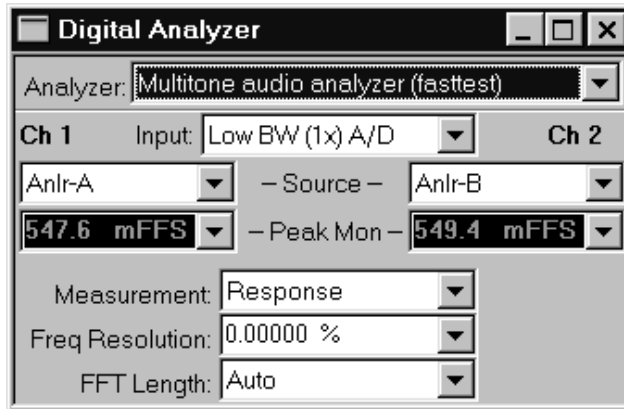 Digital Analyzer
Analyzer: Multitone audio analyzer (fasttest)
Ch 1 Input: Low BW (1x) A/D Ch 2
Anlr-A – Source – Anlr-B
547.6 mFFS – Peak Mon – 549.4 mFFS
Measurement: Response
Freq Resolution: 0.00000 %
FFT Length: Auto